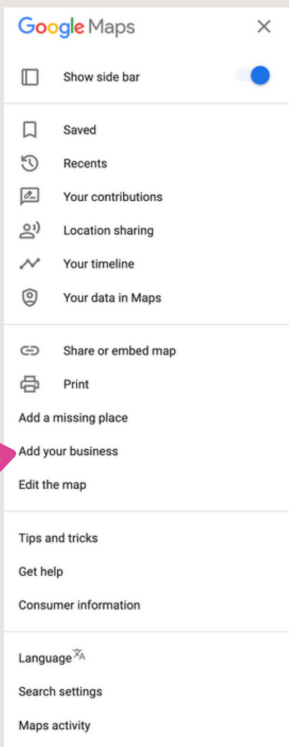 Google Maps
Show side bar
Saved
Recents
Your contributions
Location sharing
Your timeline
Your data in Maps
Share or embed map
Print
Add a missing place
Add your business
Edit the map
Tips and tricks
Get help
Consumer information
Language
Search settings
Maps activity